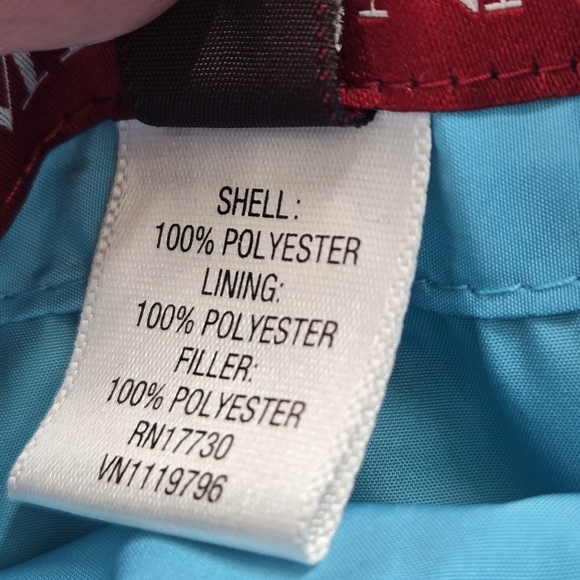 SHELL:
100% POLYESTER
LINING:
100% POLYESTER
FILLER:
100% POLYESTER
RN17730
VN1119796